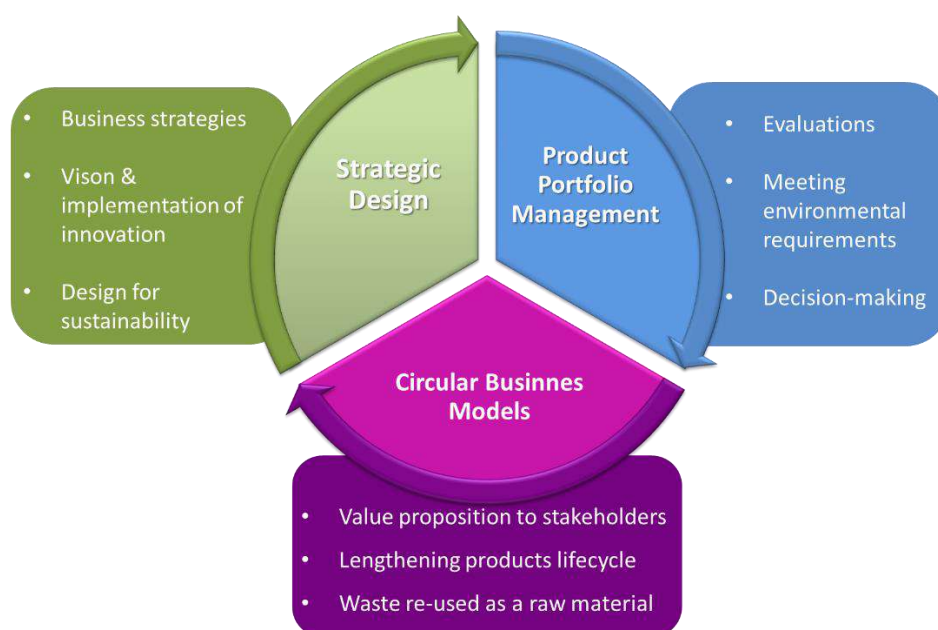 Strategic
Design
• Business strategies
• Vison &
implementation of
innovation
• Design for
sustainability
Product
Portfolio
Management
• Evaluations
• Meeting
environmental
requirements
• Decision-making
Circular Businnes
Models
• Value proposition to stakeholders
• Lengthening products lifecycle
• Waste re-used as a raw material